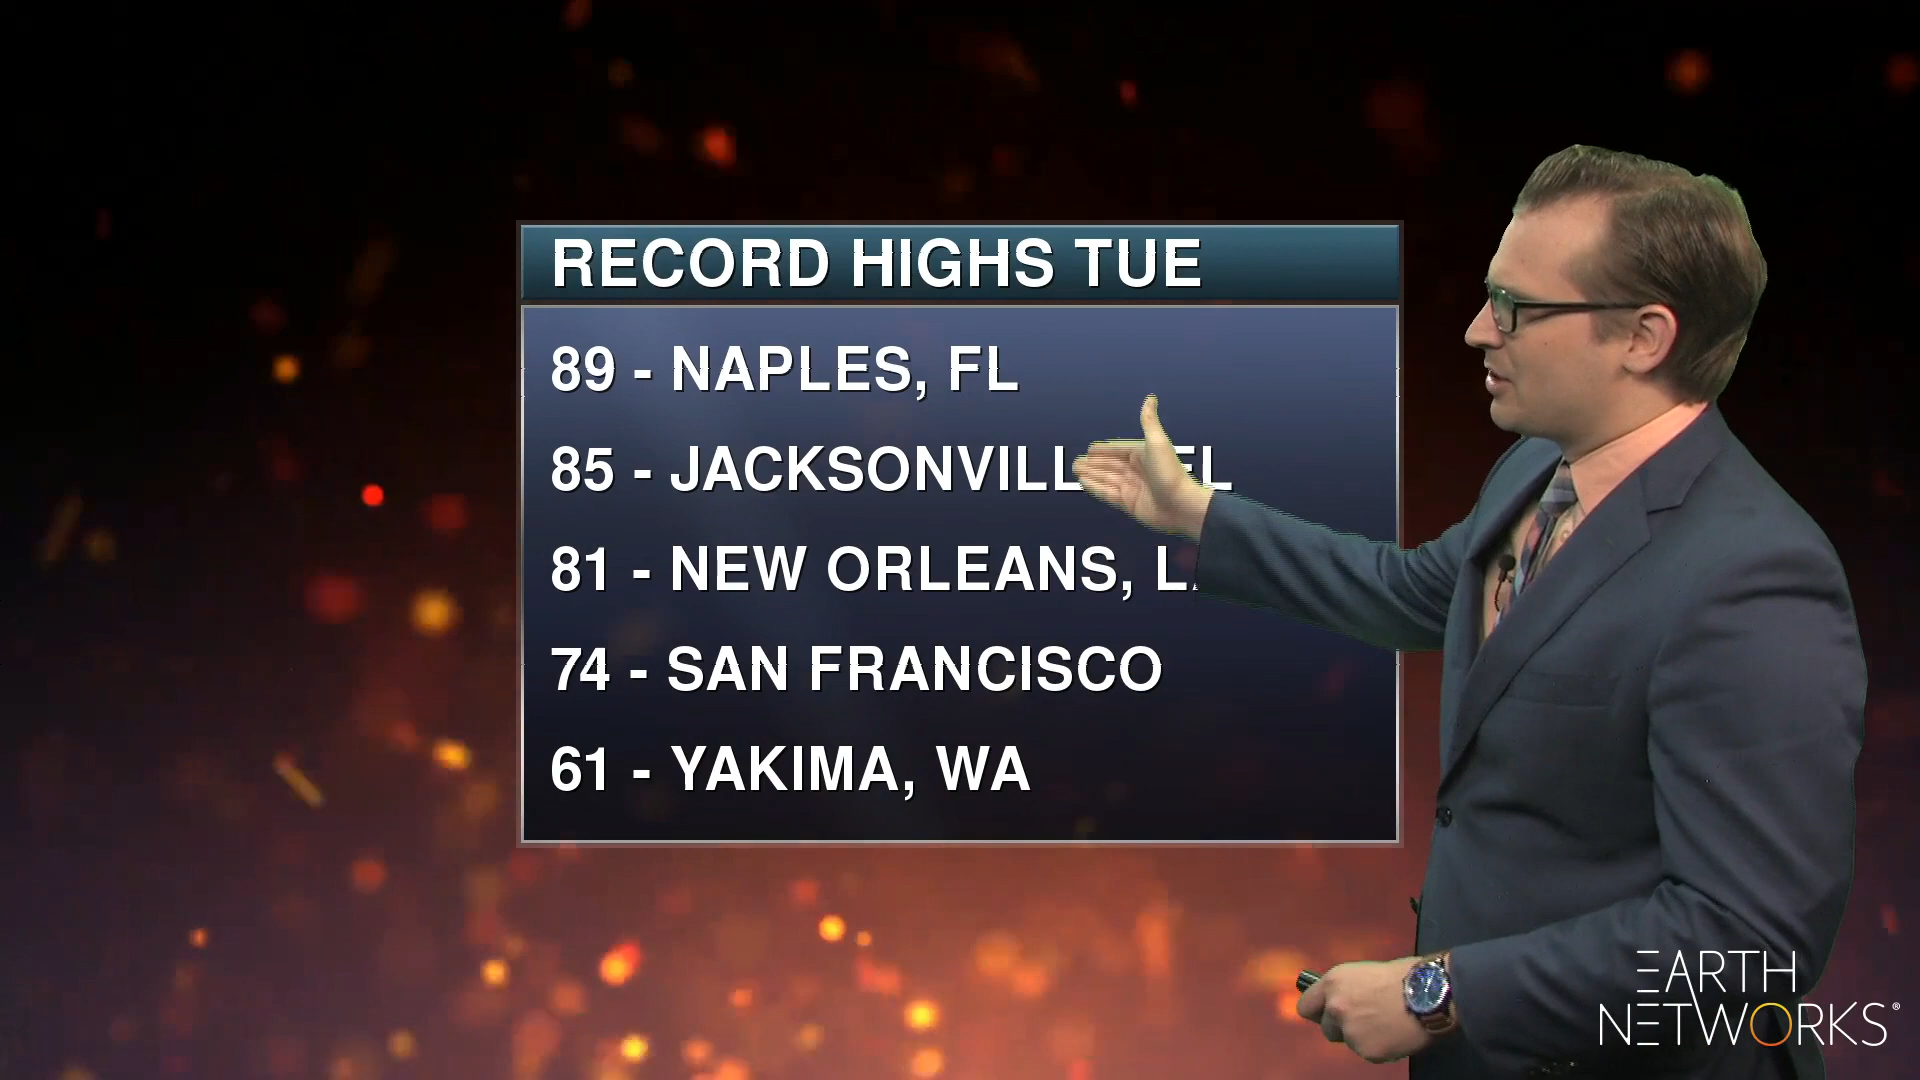 RECORD HIGHS TUE
89 - NAPLES, FL
85 - JACKSONVILL FL
81 - NEW ORLEANS, L
74 - SAN FRANCISCO
61 - YAKIMA, WA
EARTH
NETWORKS®